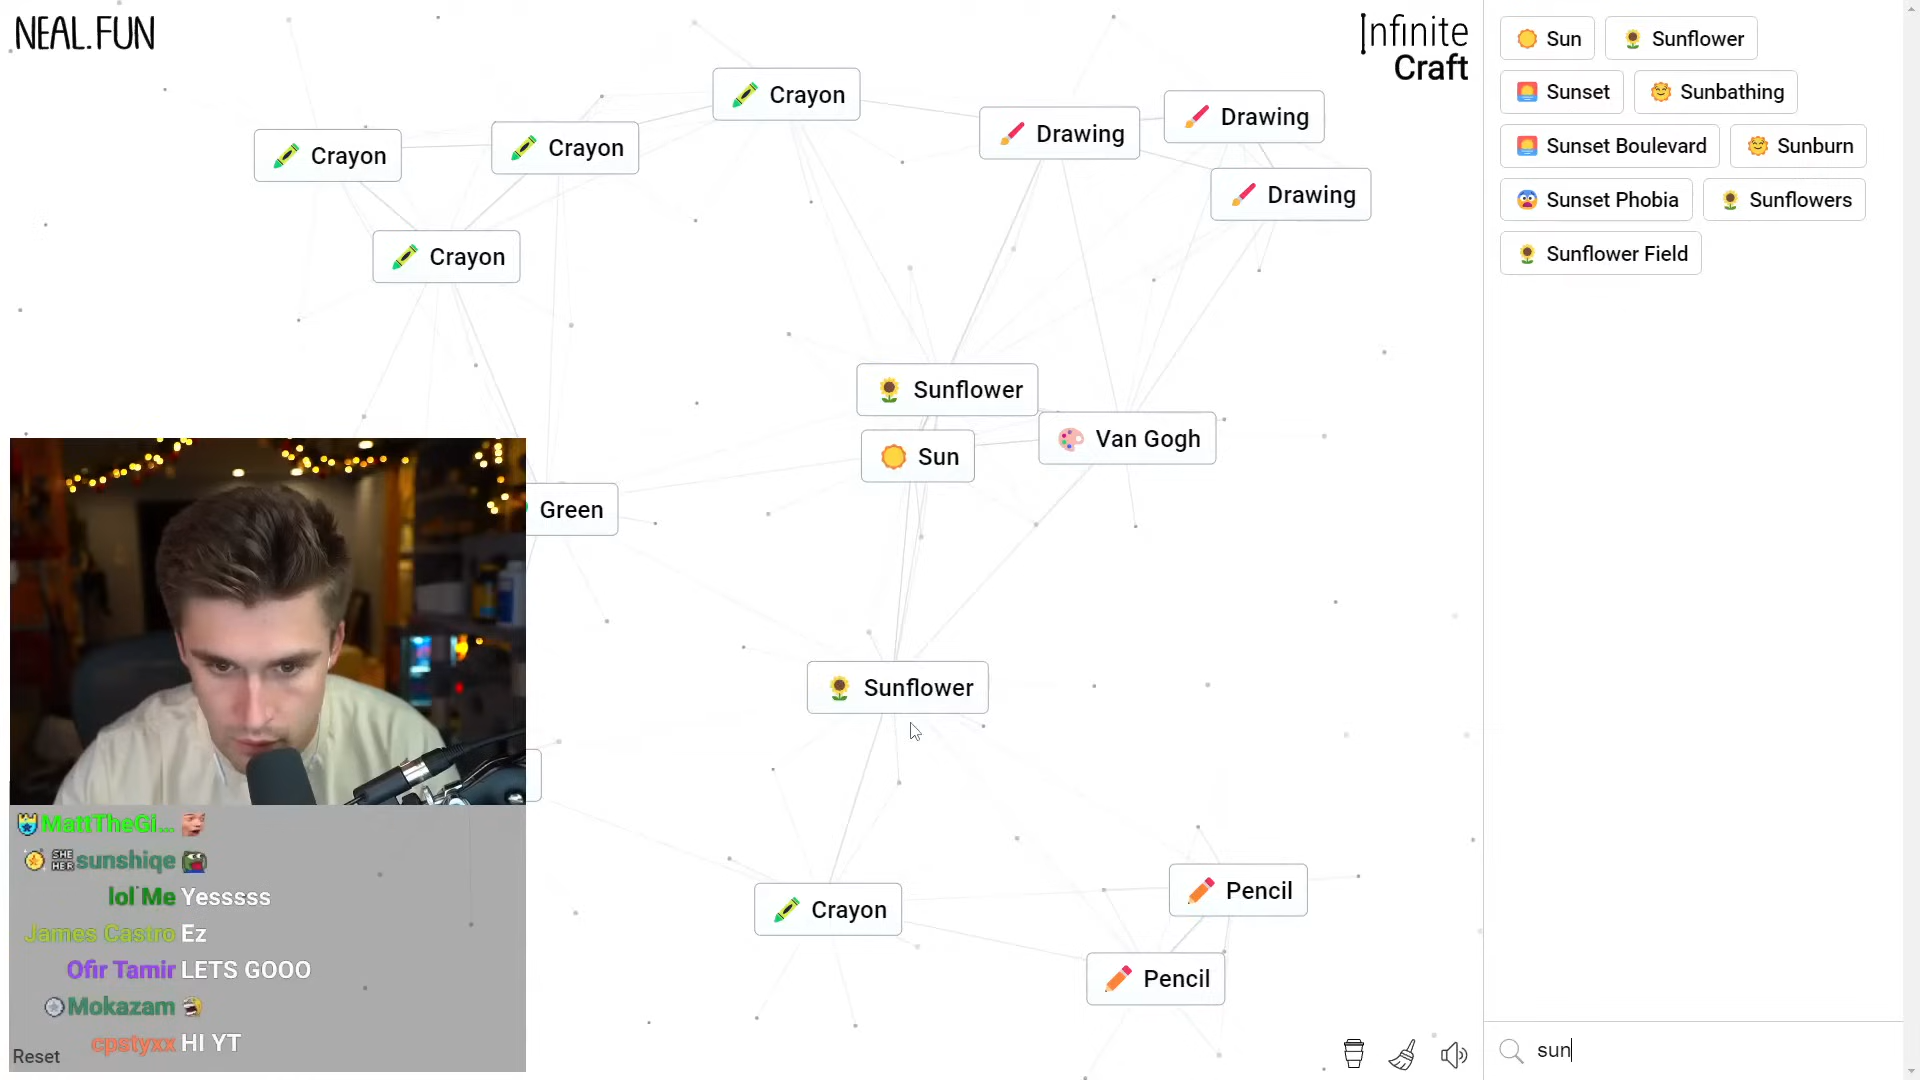 NEAL.FUN
Infinite
Craft
Crayon
Drawing
Drawing
Crayon
Crayon
Drawing
Crayon
Sunflower
Van Gogh
Sun
Green
Sunflower
Pencil
Crayon
Pencil
Sun
Sunflower
Sunset
Sunbathing
Sunset Boulevard
Sunburn
Sunset Phobia
Sunflowers
Sunflower Field
sun
MattTheGi...
SHE HER sunshiqe
lol Me Yesssss
James Castro Ez
Ofir Tamir LETS GOOO
Mokazam
cpstyxx HI YT
Reset